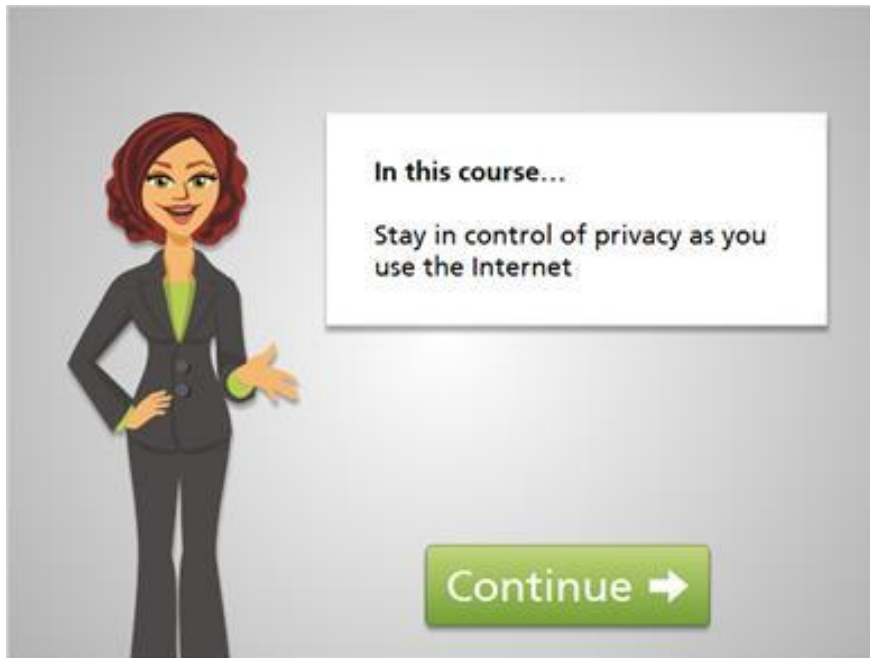 In this course…
Stay in control of privacy as you
use the Internet
Continue